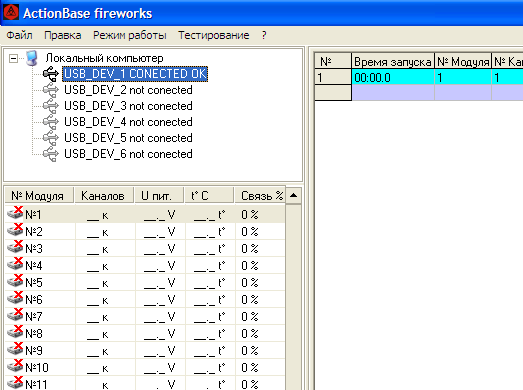 ActionBase fireworks
Файл Правка Режим работы Тестирование ?
Локальный компьютер
USB_DEV_1 CONECTED OK
USB_DEV_2 not conected
USB_DEV_3 not conected
USB_DEV_4 not conected
USB_DEV_5 not conected
USB_DEV_6 not conected
№ Время запуска № Модуля № Кан
1 00:00.0 1 1
№ Модуля Каналов U пит. t° C Связь %
№1 __ к __._ V __._ t° 0 %
№2 __ к __._ V __._ t° 0 %
№3 __ к __._ V __._ t° 0 %
№4 __ к __._ V __._ t° 0 %
№5 __ к __._ V __._ t° 0 %
№6 __ к __._ V __._ t° 0 %
№7 __ к __._ V __._ t° 0 %
№8 __ к __._ V __._ t° 0 %
№9 __ к __._ V __._ t° 0 %
№10 __ к __._ V __._ t° 0 %
№11 __ к __._ V __._ t° 0 %